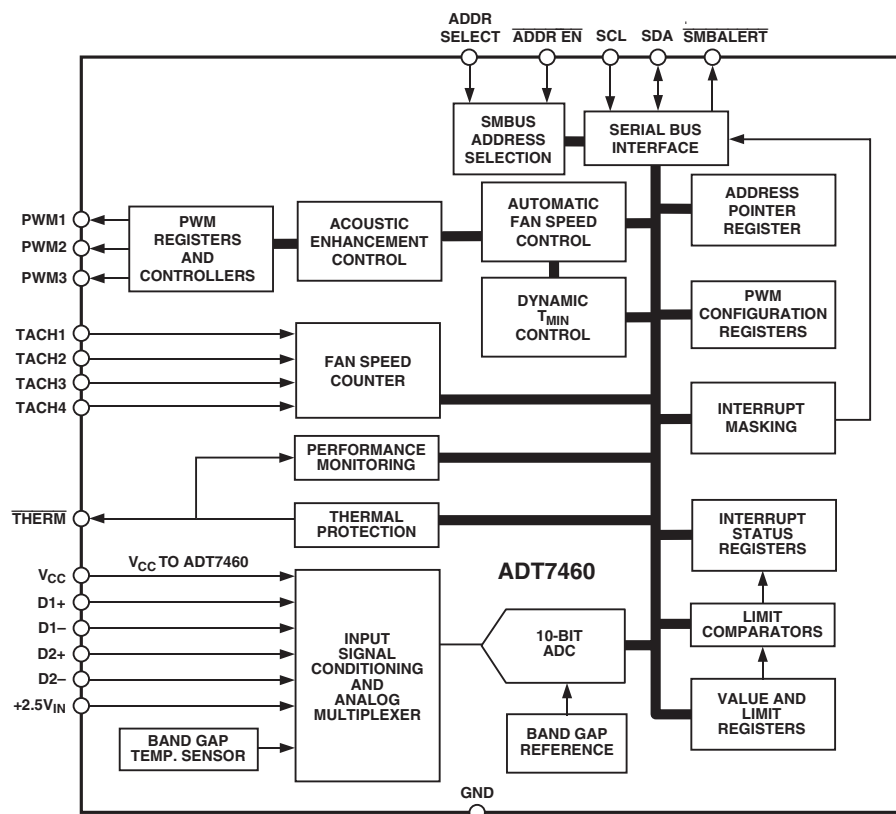 ADDR
SELECT
ADDR EN
SCL
SDA
SMBALERT
SMBUS
ADDRESS
SELECTION
SERIAL BUS
INTERFACE
PWM1
PWM2
PWM3
PWM
REGISTERS
AND
CONTROLLERS
ACOUSTIC
ENHANCEMENT
CONTROL
AUTOMATIC
FAN SPEED
CONTROL
ADDRESS
POINTER
REGISTER
DYNAMIC
TMIN
CONTROL
PWM
CONFIGURATION
REGISTERS
TACH1
TACH2
TACH3
TACH4
FAN SPEED
COUNTER
INTERRUPT
MASKING
PERFORMANCE
MONITORING
THERM
THERMAL
PROTECTION
INTERRUPT
STATUS
REGISTERS
VCC
VCC TO ADT7460
D1+
D1–
D2+
D2–
+2.5VIN
INPUT
SIGNAL
CONDITIONING
AND
ANALOG
MULTIPLEXER
ADT7460
10-BIT
ADC
LIMIT
COMPARATORS
VALUE AND
LIMIT
REGISTERS
BAND GAP
TEMP. SENSOR
BAND GAP
REFERENCE
GND